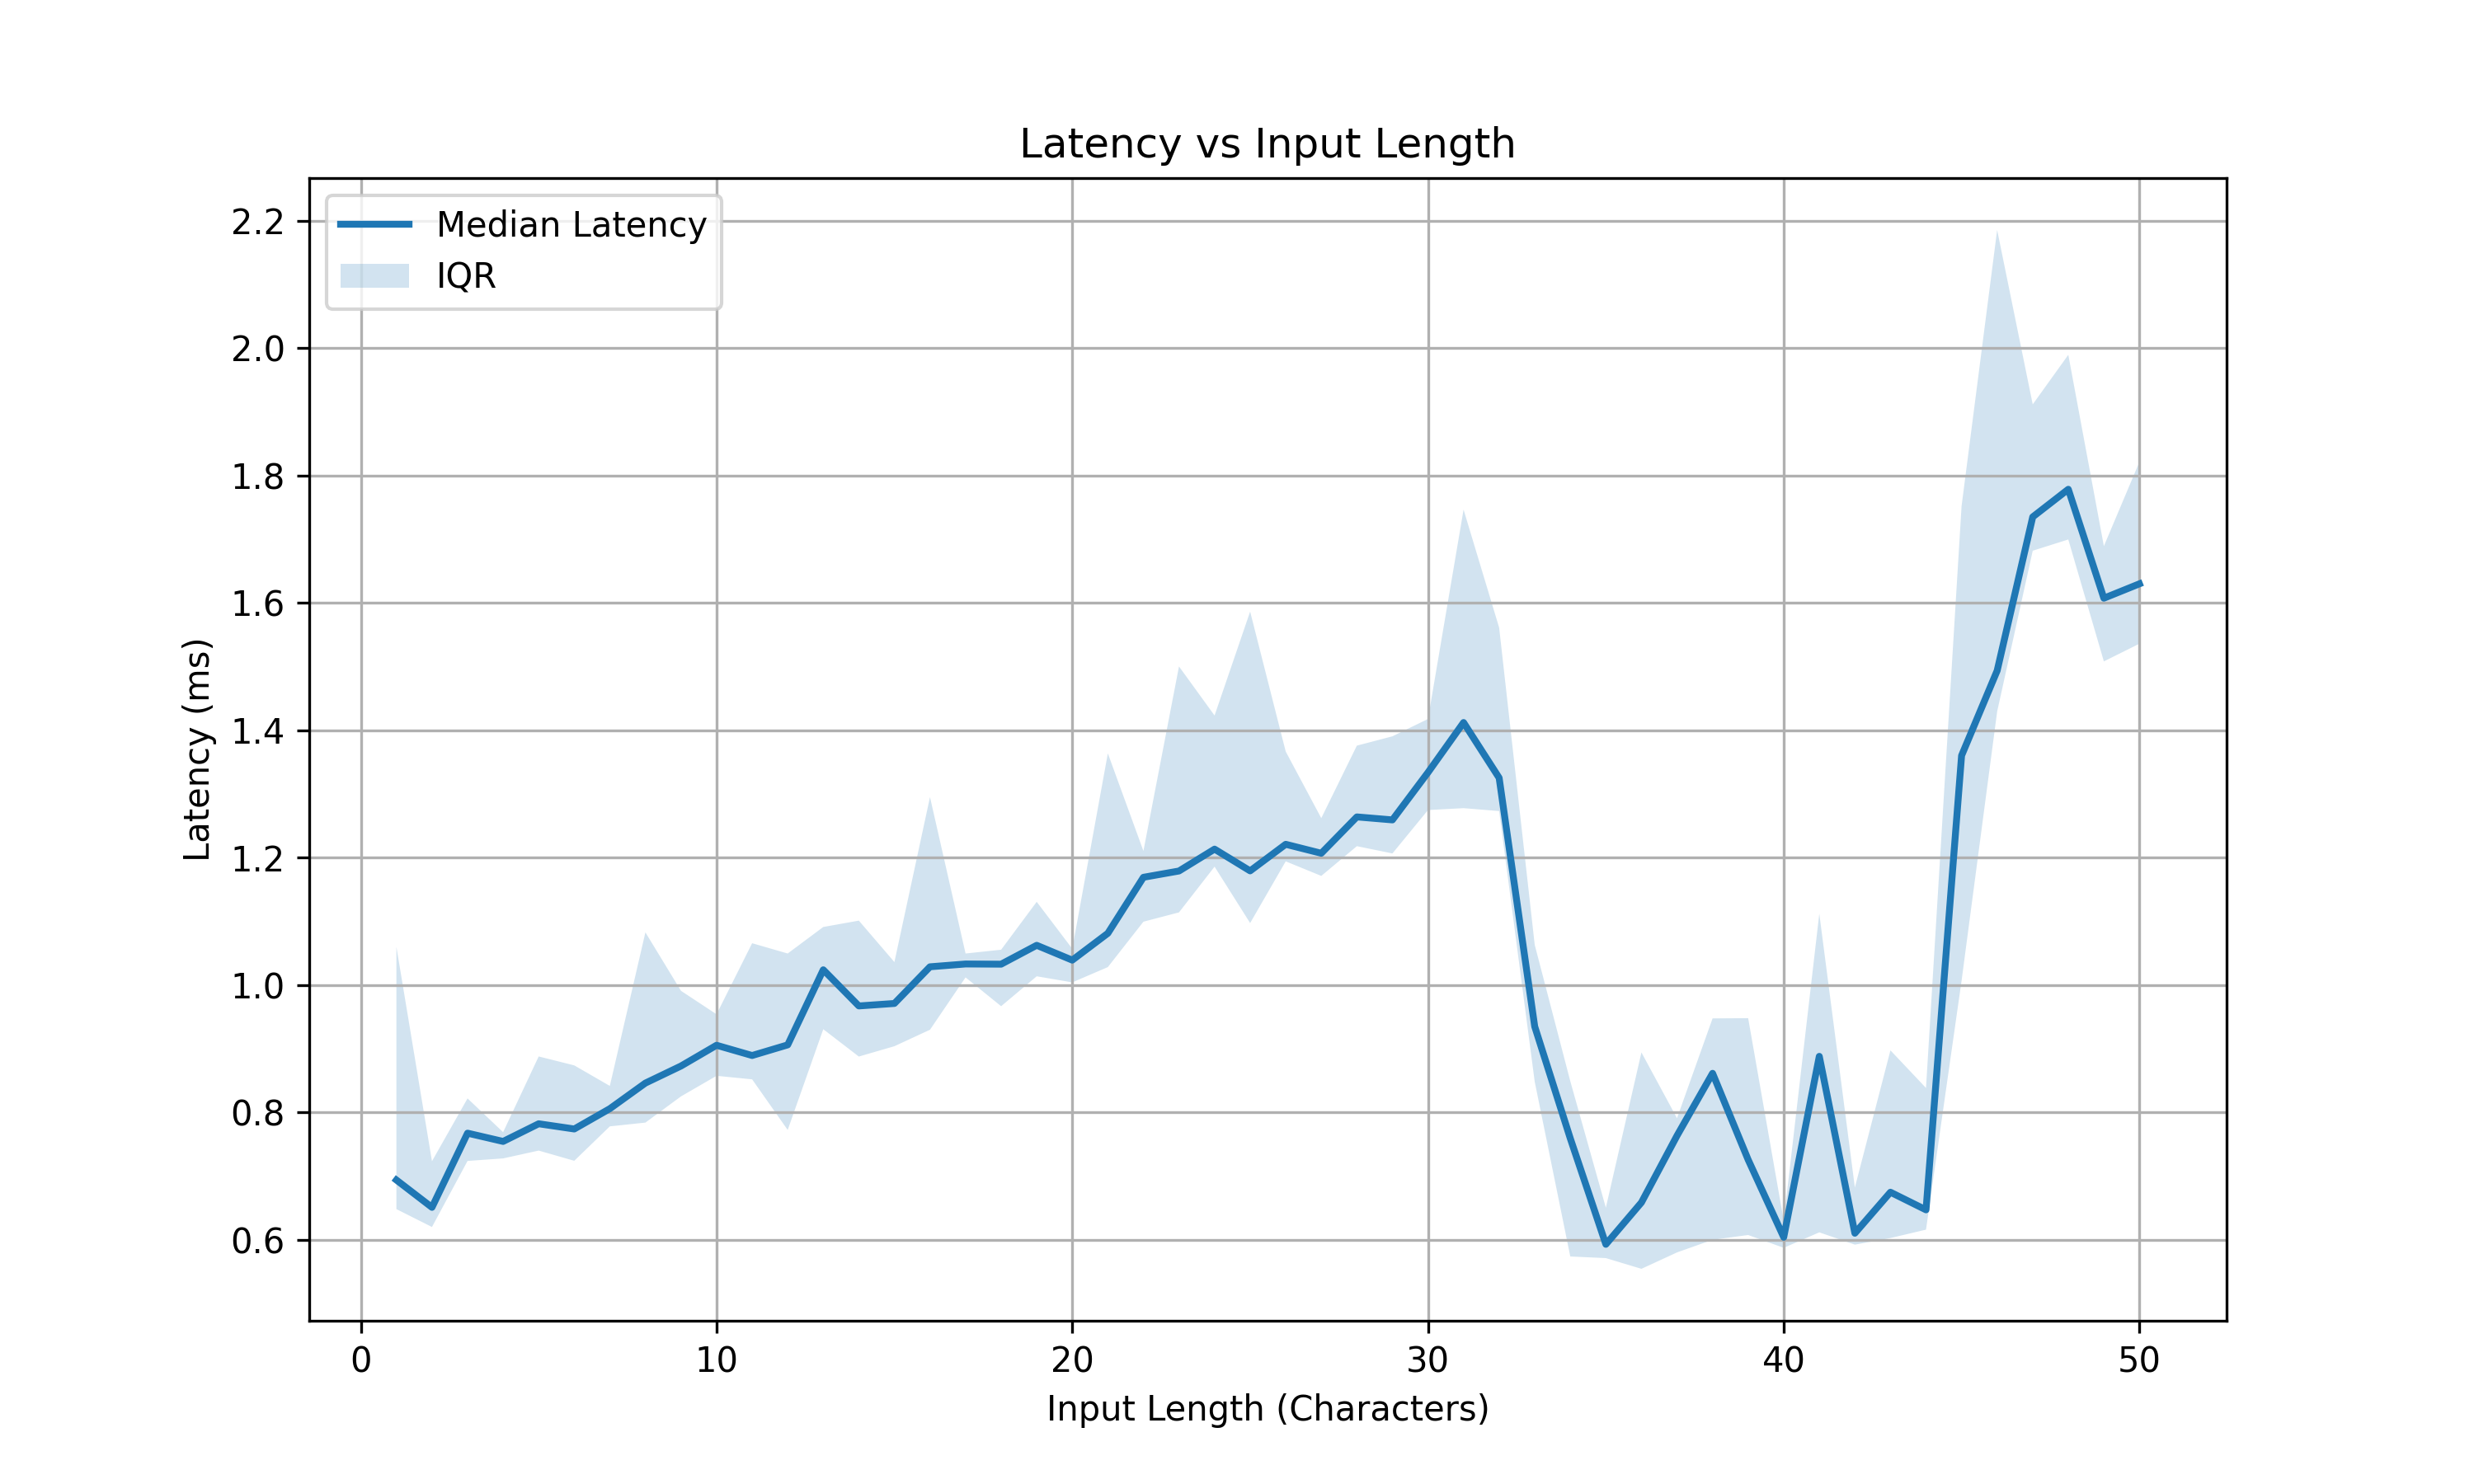 Latency vs Input Length
Median Latency
IQR
2.2
2.0
1.8
1.6
1.4
1.2
1.0
0.8
0.6
Latency (ms)
0 10 20 30 40 50
Input Length (Characters)